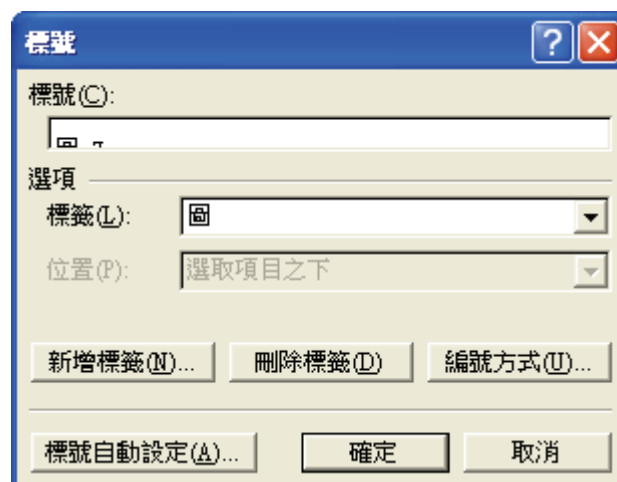 標號
標號(C):
圖
選項
標籤(L): 圖
位置(P): 選取項目之下
新增標籤(N)... 刪除標籤(D) 編號方式(U)...
標號自動設定(A)... 確定 取消